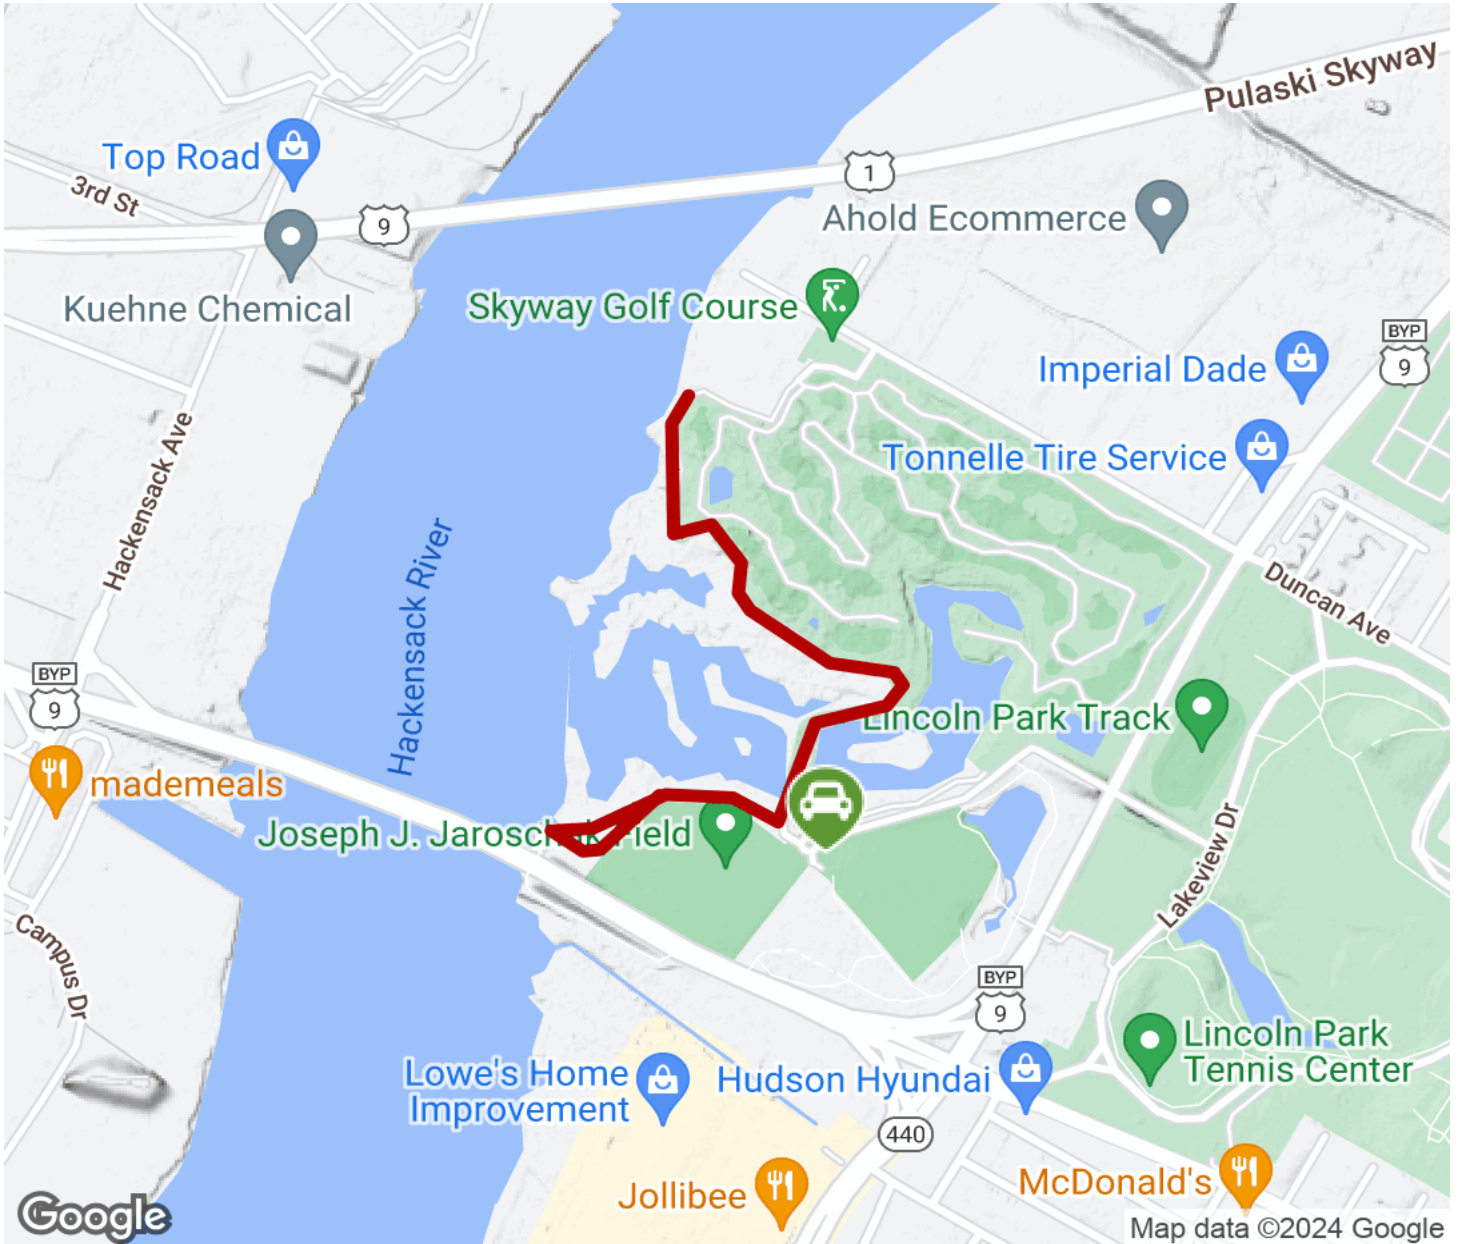 Pulaski Skyway
Top Road
1
3rd St
9
Ahold Ecommerce
Kuehne Chemical
Skyway Golf Course
BYP
9
Imperial Dade
Tonnelle Tire Service
Hackensack Ave
Hackensack River
Duncan Ave
BYP
9
Lincoln Park Track
mademeals
Joseph J. Jaroschak Field
Lakeview Dr
Campus Dr
BYP
9
Lincoln Park
Tennis Center
Lowe's Home
Improvement
Hudson Hyundai
440
McDonald's
Jollibee
Google
Map data ©2024 Google